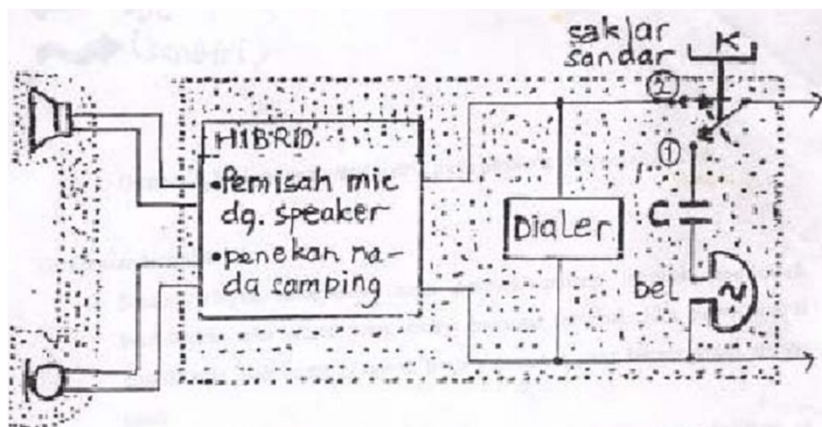 saklar
sandar
K
②
①
HIBRID.
• Pemisah mic
dg. speaker
• penekan na-
da samping
Dialer
C
bel